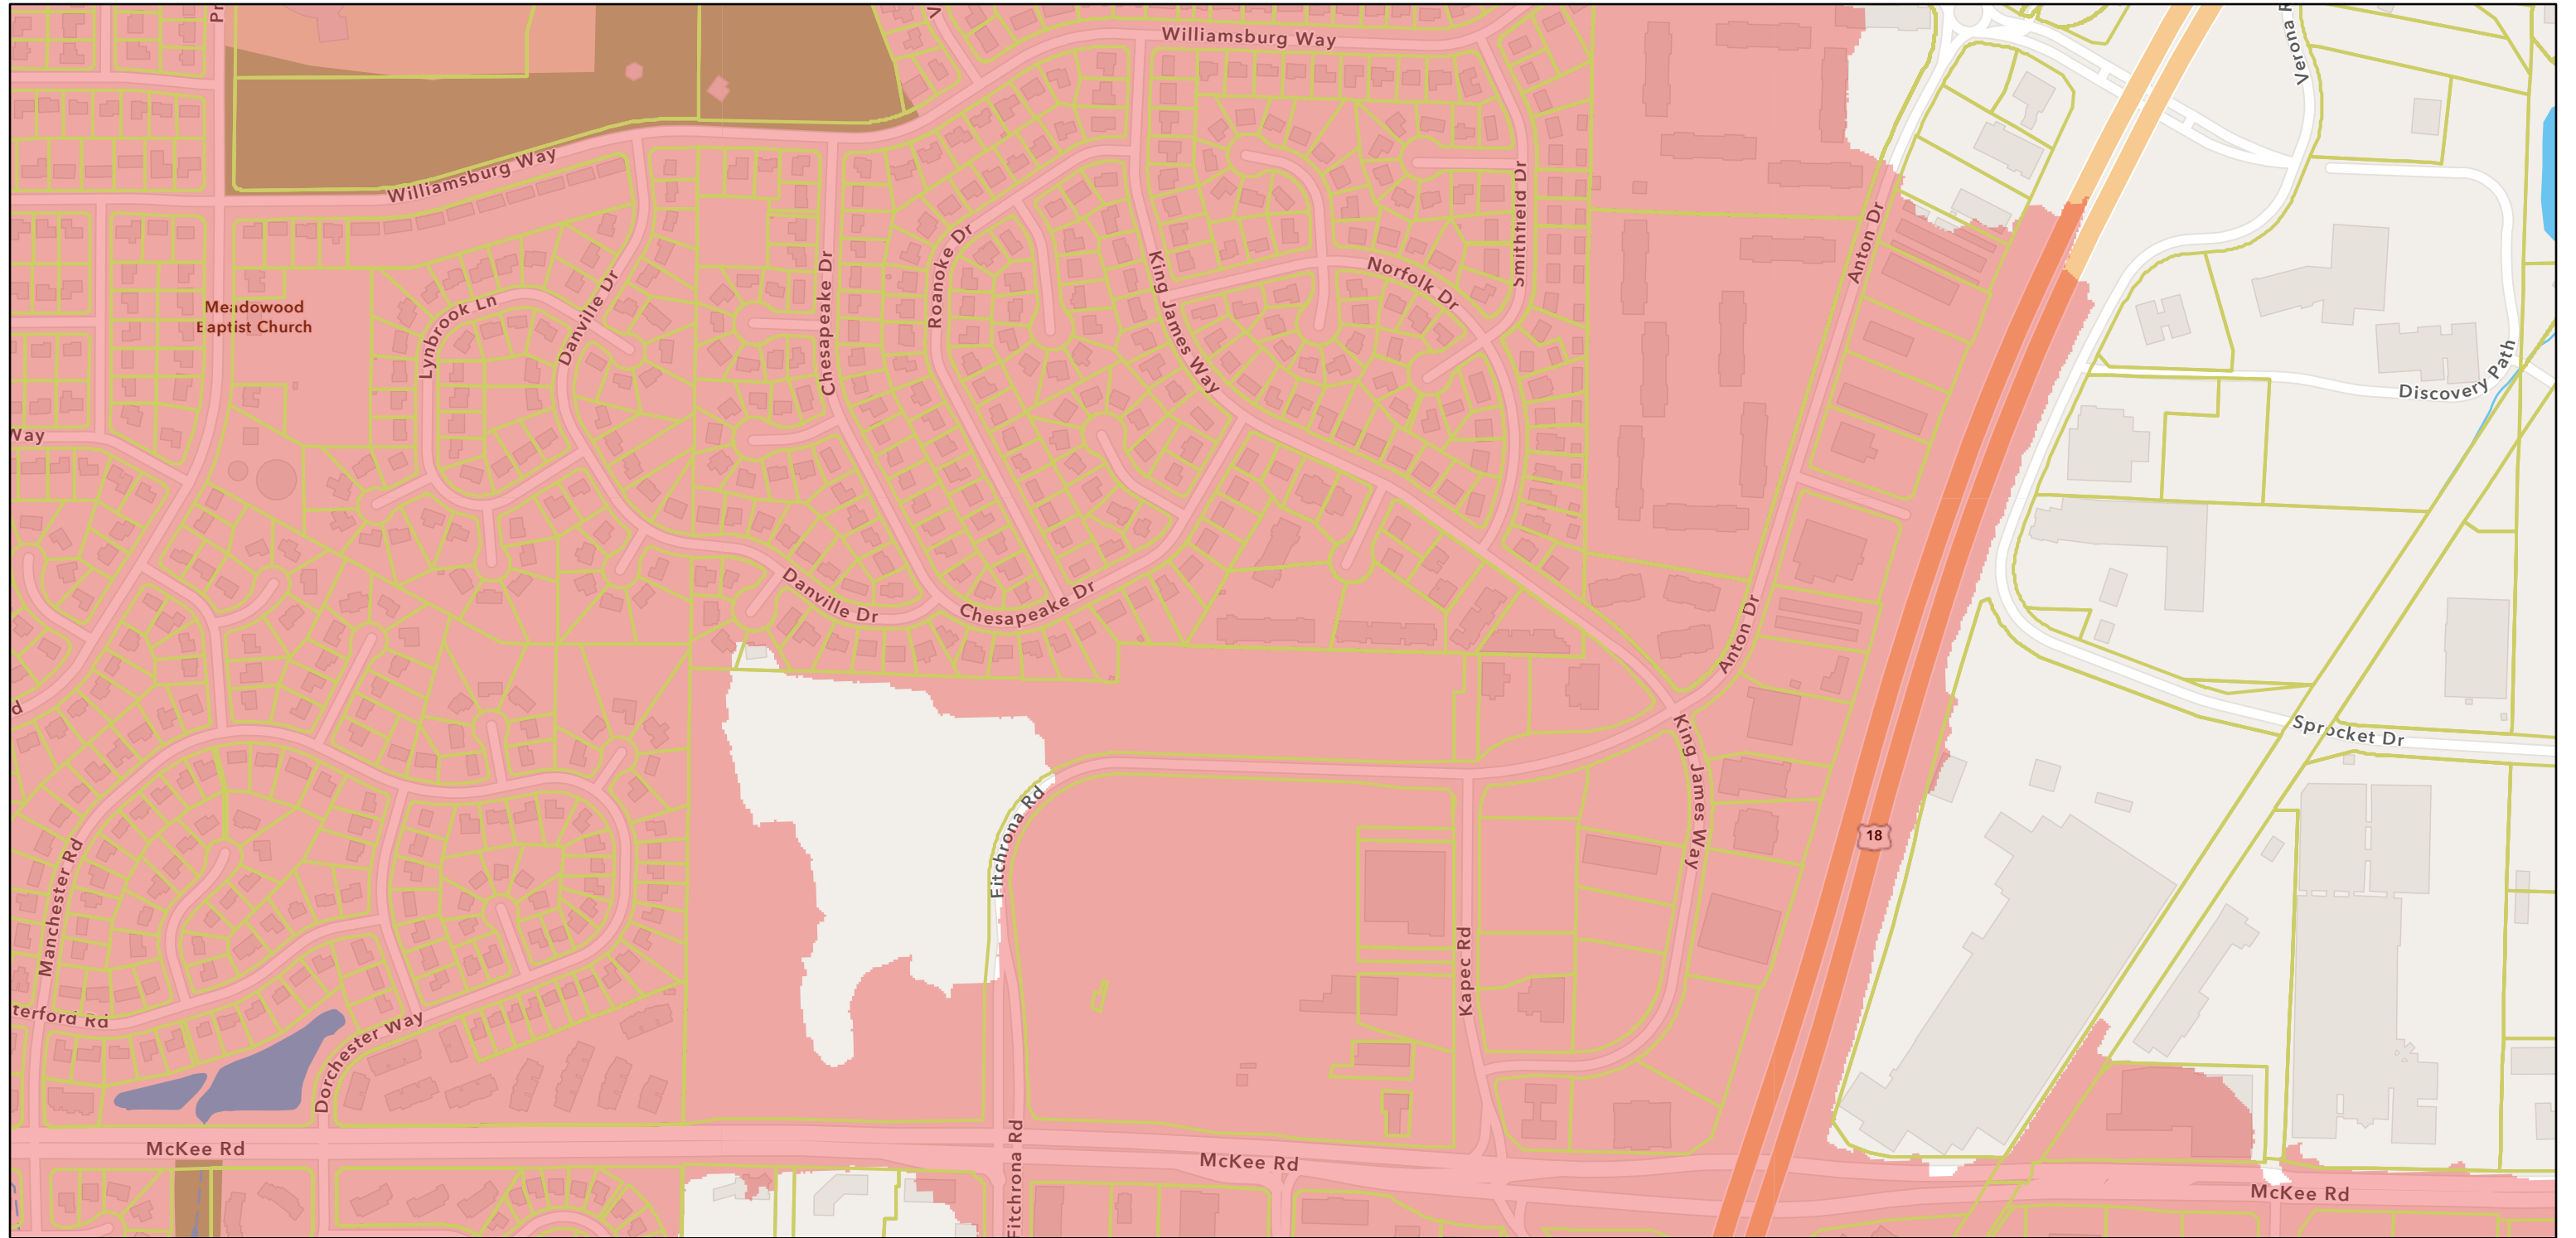 Williamsburg Way
Williamsburg Way
Meadowood
Baptist Church
Lynbrook Ln
Danville Dr
Chesapeake Dr
Roanoke Dr
King James Way
Norfolk Dr
Smithfield Dr
Anton Dr
Discovery Path
Way
Danville Dr
Chesapeake Dr
Anton Dr
Sprocket Dr
King James Way
18
Fitchrona Rd
Manchester Rd
Kapec Rd
terford Rd
Dorchester Way
McKee Rd
Fitchrona Rd
McKee Rd
McKee Rd
Verona R
Pr
V
d